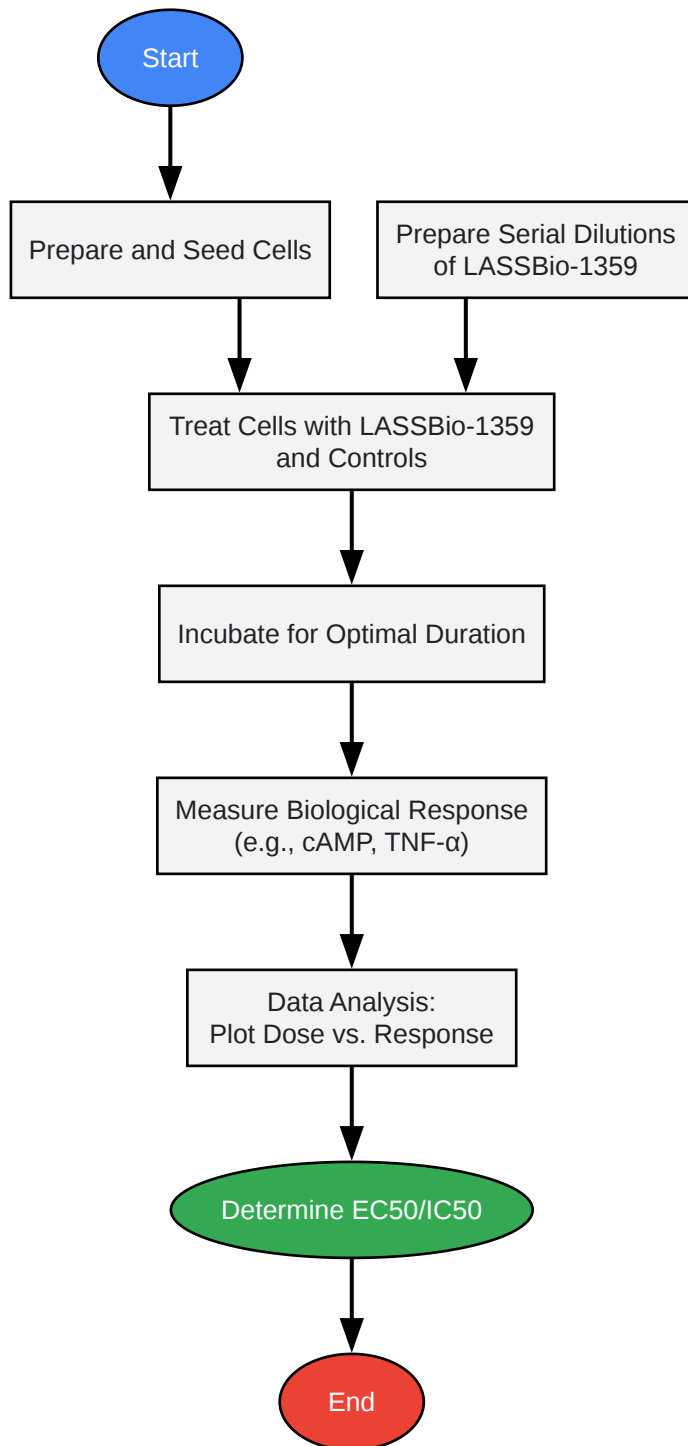 Start
Prepare and Seed Cells
Prepare Serial Dilutions
of LASSBio-1359
Treat Cells with LASSBio-1359
and Controls
Incubate for Optimal Duration
Measure Biological Response
(e.g., cAMP, TNF-α)
Data Analysis:
Plot Dose vs. Response
Determine EC50/IC50
End